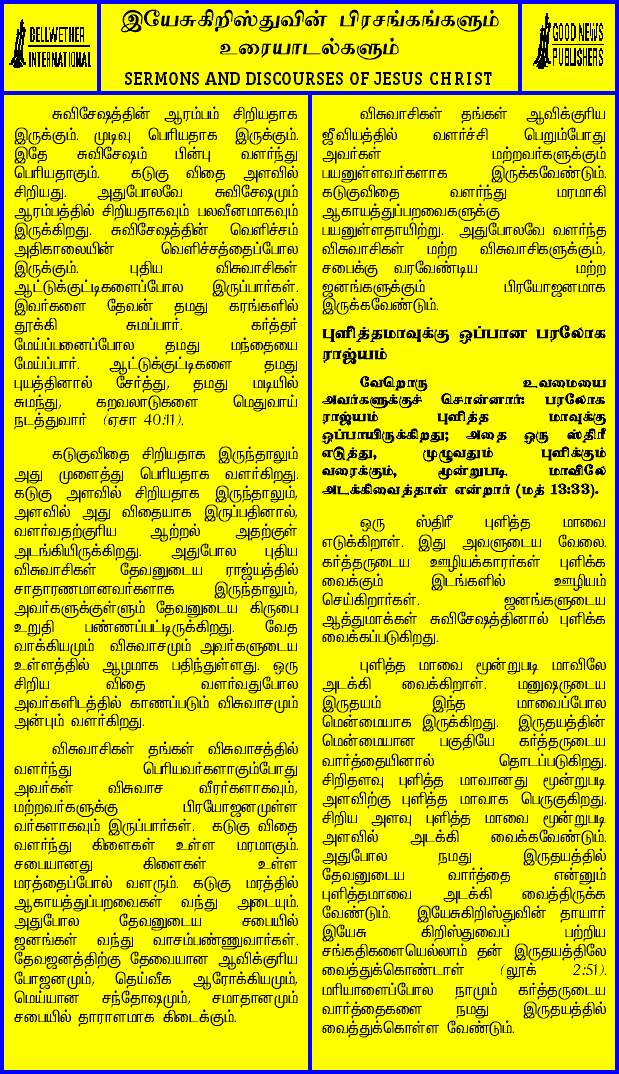 BELLWETHER
INTERNATIONAL
இயேசுகிறிஸ்துவின் பிரசங்கங்களும்
உரையாடல்களும்
SERMONS AND DISCOURSES OF JESUS CHRIST
GOOD NEWS
PUBLISHERS
சுவிசேஷத்தின் ஆரம்பம் சிறியதாக
இருக்கும். முடிவு பெரியதாக இருக்கும்.
இதே சுவிசேஷம் பின்பு வளர்ந்து
பெரியதாகும். கடுகு விதை அளவில்
சிறியது. அதுபோலவே சுவிசேஷமும்
ஆரம்பத்தில் சிறியதாகவும் பலவீனமாகவும்
இருக்கிறது. சுவிசேஷத்தின் வெளிச்சம்
அதிகாலையின் வெளிச்சத்தைப்போல
இருக்கும். புதிய விசுவாசிகள்
ஆட்டுக்குட்டிகளைப்போல இருப்பார்கள்.
இவர்களை தேவன் தமது கரங்களில்
தூக்கி சுமப்பார். கர்த்தர்
மேய்ப்பனைப்போல தமது மந்தையை
மேய்ப்பார். ஆட்டுக்குட்டிகளை தமது
புயத்தினால் சேர்த்து, தமது மடியில்
சுமந்து, கறவலாடுகளை மெதுவாய்
நடத்துவார் (ஏசா 40:11).
கடுகுவிதை சிறியதாக இருந்தாலும்
அது முளைத்து பெரியதாக வளர்கிறது.
கடுகு அளவில் சிறியதாக இருந்தாலும்,
அளவில் அது விதையாக இருப்பதினால்,
வளர்வதற்குரிய ஆற்றல் அதற்குள்
அடங்கியிருக்கிறது. அதுபோல புதிய
விசுவாசிகள் தேவனுடைய ராஜ்யத்தில்
சாதாரணமானவர்களாக இருந்தாலும்,
அவர்களுக்குள்ளும் தேவனுடைய கிருபை
உறுதி பண்ணப்பட்டிருக்கிறது. வேத
வாக்கியமும் விசுவாசமும் அவர்களுடைய
உள்ளத்தில் ஆழமாக பதிந்துள்ளது. ஒரு
சிறிய விதை வளர்வதுபோல
அவர்களிடத்தில் காணப்படும் விசுவாசமும்
அன்பும் வளர்கிறது.
விசுவாசிகள் தங்கள் விசுவாசத்தில்
வளர்ந்து பெரியவர்களாகும்போது
அவர்கள் விசுவாச வீரர்களாகவும்,
மற்றவர்களுக்கு பிரயோஜனமுள்ள
வர்களாகவும் இருப்பார்கள். கடுகு விதை
வளர்ந்து கிளைகள் உள்ள மரமாகும்.
சபையானது கிளைகள் உள்ள
மரத்தைப்போல் வளரும். கடுகு மரத்தில்
ஆகாயத்துப்பறவைகள் வந்து அடையும்.
அதுபோல தேவனுடைய சபையில்
ஜனங்கள் வந்து வாசம்பண்ணுவார்கள்.
தேவஜனத்திற்கு தேவையான ஆவிக்குரிய
போஜனமும், தெய்வீக ஆரோக்கியமும்,
மெய்யான சந்தோஷமும், சமாதானமும்
சபையில் தாராளமாக கிடைக்கும்.
விசுவாசிகள் தங்கள் ஆவிக்குரிய
ஜீவியத்தில் வளர்ச்சி பெறும்போது
அவர்கள் மற்றவர்களுக்கும்
பயனுள்ளவர்களாக இருக்கவேண்டும்.
கடுகுவிதை வளர்ந்து மரமாகி
ஆகாயத்துப்பறவைகளுக்கு
பயனுள்ளதாயிற்று. அதுபோலவே வளர்ந்த
விசுவாசிகள் மற்ற விசுவாசிகளுக்கும்,
சபைக்கு வரவேண்டிய மற்ற
ஜனங்களுக்கும் பிரயோஜனமாக
இருக்கவேண்டும்.
புளித்தமாவுக்கு ஒப்பான பரலோக
ராஜ்யம்
வேறொரு உவமையை
அவர்களுக்குச் சொன்னார்: பரலோக
ராஜ்யம் புளித்த மாவுக்கு
ஒப்பாயிருக்கிறது; அதை ஒரு ஸ்திரீ
எடுத்து, முழுவதும் புளிக்கும்
வரைக்கும், மூன்றுபடி மாவிலே
அடக்கிவைத்தாள் என்றார் (மத் 13:33).
ஒரு ஸ்திரீ புளித்த மாவை
எடுக்கிறாள். இது அவளுடைய வேலை.
கர்த்தருடைய ஊழியக்காரர்கள் புளிக்க
வைக்கும் இடங்களில் ஊழியம்
செய்கிறார்கள். ஜனங்களுடைய
ஆத்துமாக்கள் சுவிசேஷத்தினால் புளிக்க
வைக்கப்படுகிறது.
புளித்த மாவை மூன்றுபடி மாவிலே
அடக்கி வைக்கிறாள். மனுஷருடைய
இருதயம் இந்த மாவைப்போல
மென்மையாக இருக்கிறது. இருதயத்தின்
மென்மையான பகுதியே கர்த்தருடைய
வார்த்தையினால் தொடப்படுகிறது.
சிறிதளவு புளித்த மாவானது மூன்றுபடி
அளவிற்கு புளித்த மாவாக பெருகுகிறது.
சிறிய அளவு புளித்த மாவை மூன்றுபடி
அளவில் அடக்கி வைக்கவேண்டும்.
அதுபோல நமது இருதயத்தில்
தேவனுடைய வார்த்தை என்னும்
புளித்தமாவை அடக்கி வைத்திருக்க
வேண்டும். இயேசுகிறிஸ்துவின் தாயார்
இயேசு கிறிஸ்துவைப் பற்றிய
சங்கதிகளையெல்லாம் தன் இருதயத்திலே
வைத்துக்கொண்டாள் (லூக் 2:51).
மரியாளைப்போல நாமும் கர்த்தருடைய
வார்த்தைகளை நமது இருதயத்தில்
வைத்துக்கொள்ள வேண்டும்.